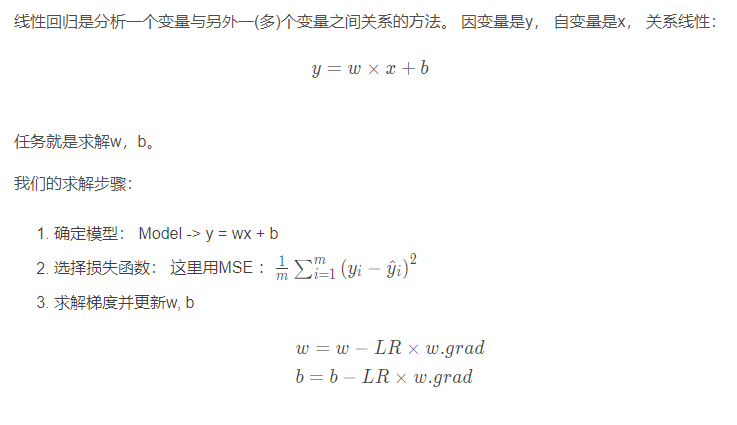 线性回归是分析一个变量与另外一(多)个变量之间关系的方法。 因变量是y， 自变量是x， 关系线性：
y = w × x + b
任务就是求解w，b。
我们的求解步骤：
1. 确定模型： Model -> y = wx + b
2. 选择损失函数： 这里用MSE： \frac{1}{m} \sum_{i=1}^{m} (y_i - \hat{y}_i)^2
3. 求解梯度并更新w, b
w = w − LR × w.grad
b = b − LR × w.grad